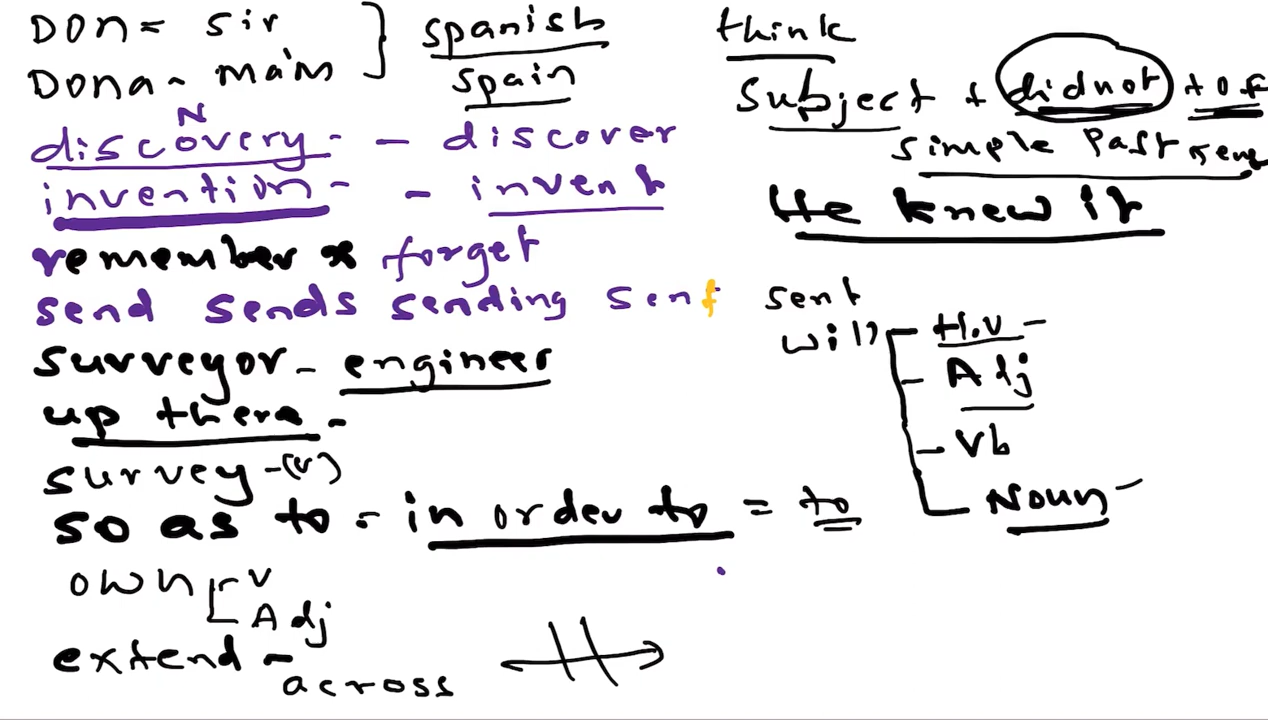 DON = sir
DONa - ma'm } spanish
spain
N
discovery - - discover
invention - - invent
remember x forget
send sends sending sent
surveyor - engineer
up there -
survey - (v)
so as to = in order to = to
own V
Adj
extend -
across
think
Subject + didnot + O.F
simple Past
He knew it
sent
will H.V -
Adj
Vb
Noun -